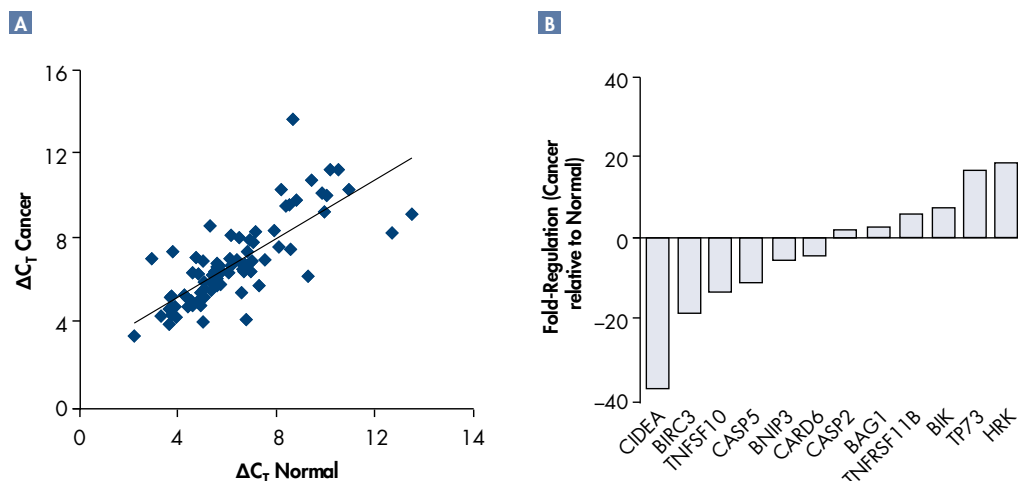 A
16
12
8
4
0
0
4
8
12
14
ΔCT Cancer
ΔCT Normal
B
40
20
0
−20
−40
Fold-Regulation (Cancer
relative to Normal)
CIDEA
BIRC3
TNFSF10
CASP5
BNIP3
CARD6
CASP2
BAG1
TNFRSF11B
BIK
TP73
HRK